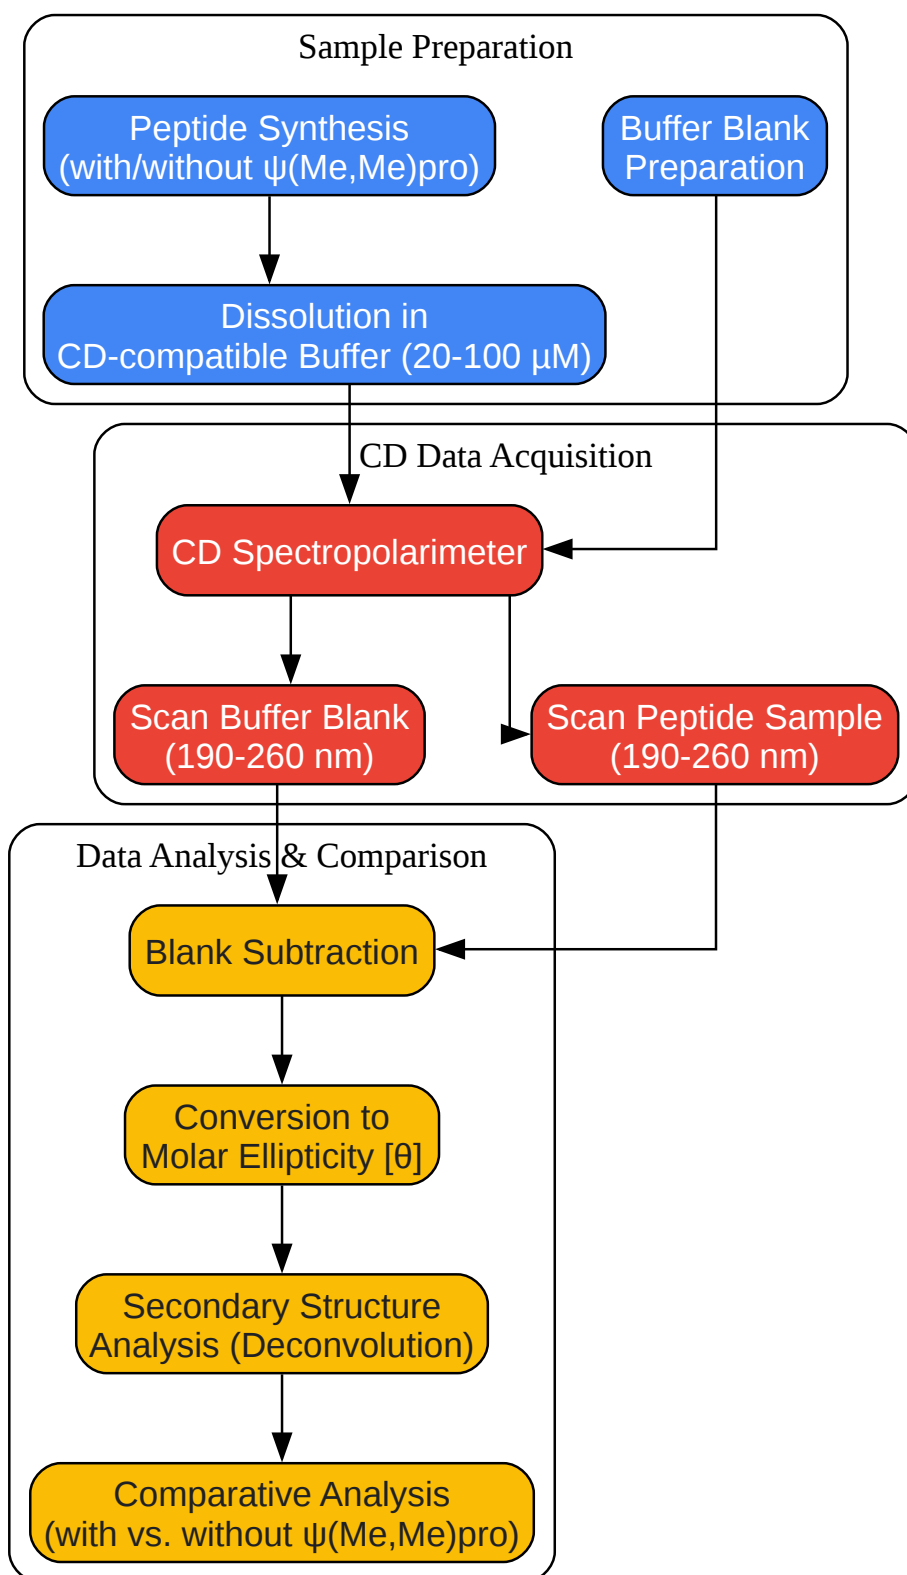 Sample Preparation
Peptide Synthesis
(with/without ψ(Me,Me)pro)
Buffer Blank
Preparation
Dissolution in
CD-compatible Buffer (20-100 µM)
CD Data Acquisition
CD Spectropolarimeter
Scan Buffer Blank
(190-260 nm)
Scan Peptide Sample
(190-260 nm)
Data Analysis & Comparison
Blank Subtraction
Conversion to
Molar Ellipticity [θ]
Secondary Structure
Analysis (Deconvolution)
Comparative Analysis
(with vs. without ψ(Me,Me)pro)